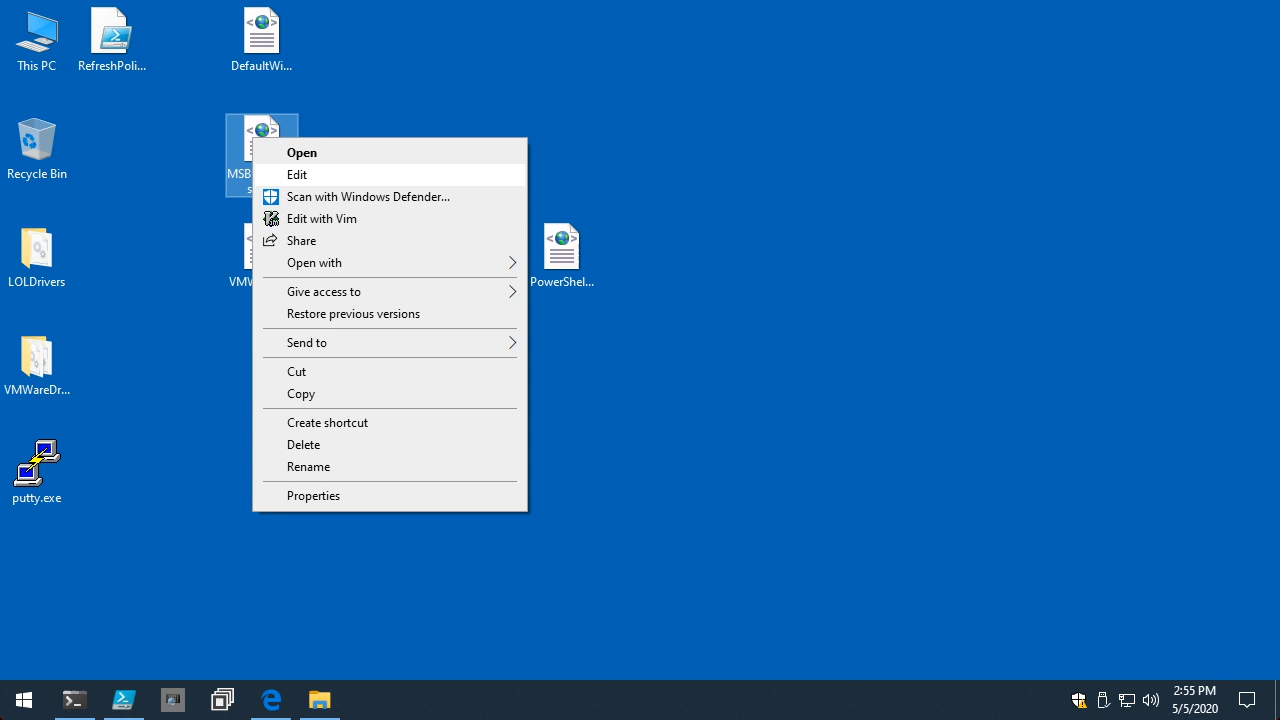 This PC
RefreshPoli...
DefaultWi...
Recycle Bin
MSB
LOLDrivers
VMW
PowerShel...
VMWareDr...
putty.exe
Open
Edit
Scan with Windows Defender...
Edit with Vim
Share
Open with
Give access to
Restore previous versions
Send to
Cut
Copy
Create shortcut
Delete
Rename
Properties
2:55 PM
5/5/2020